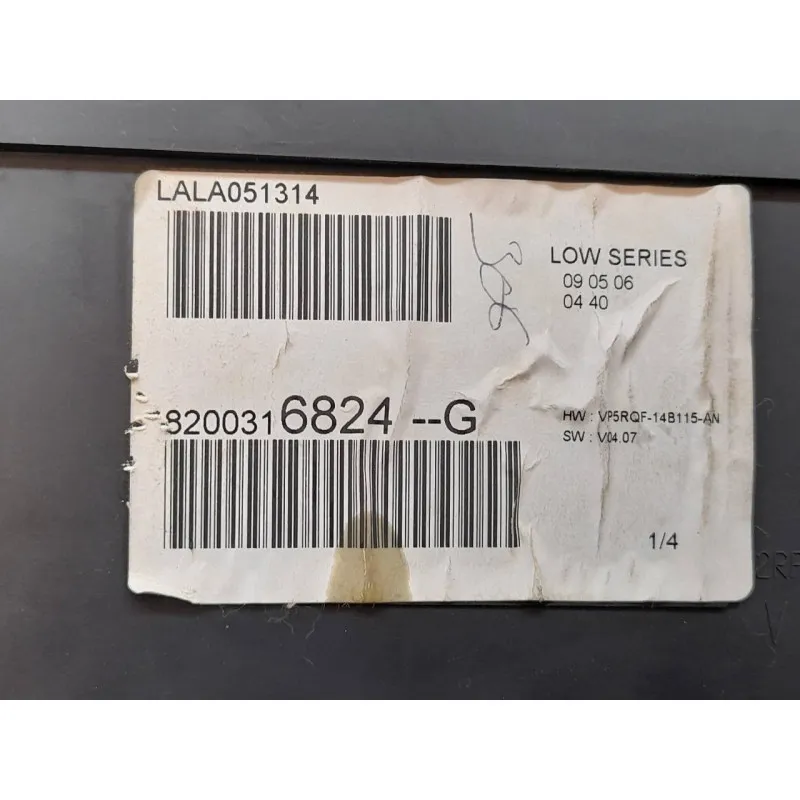 LALA051314
LOW SERIES
09 05 06
04 40
8200316824 --G
HW : VP5RQF-14B115-AN
SW : V04.07
1/4
V